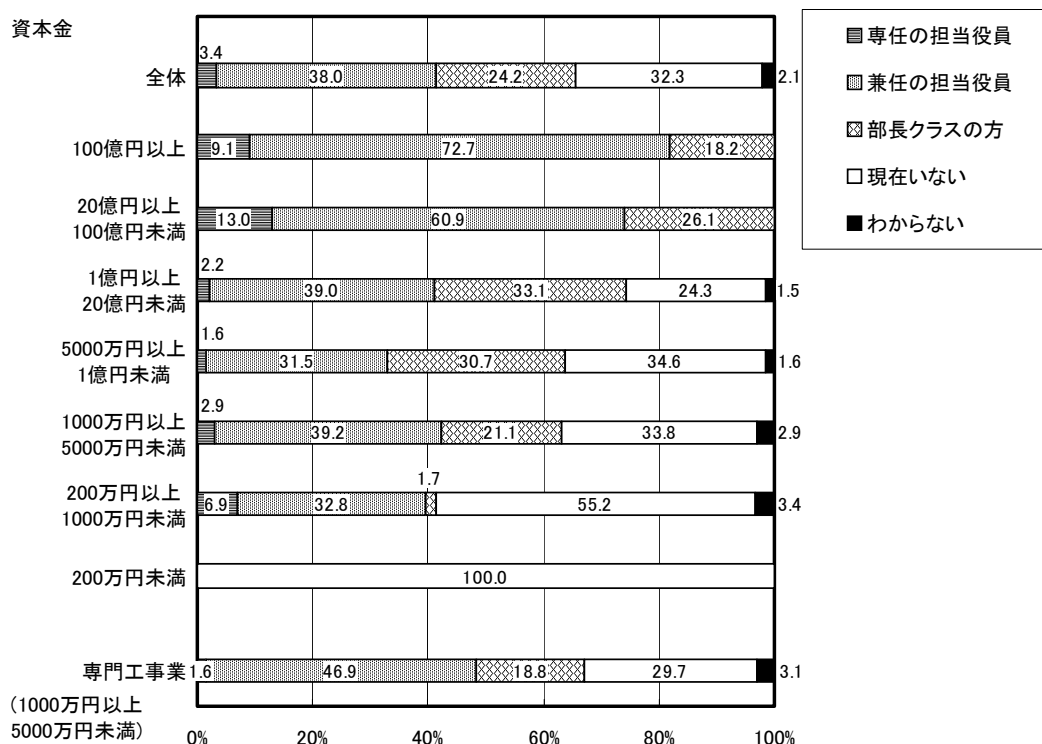 資本金
専任の担当役員
兼任の担当役員
部長クラスの方
現在いない
わからない
3.4
全体 38.0 24.2 32.3 2.1
100億円以上 9.1 72.7 18.2
20億円以上
100億円未満 13.0 60.9 26.1
2.2
1億円以上
20億円未満 39.0 33.1 24.3 1.5
1.6
5000万円以上
1億円未満 31.5 30.7 34.6 1.6
2.9
1000万円以上
5000万円未満 39.2 21.1 33.8 2.9
1.7
200万円以上
1000万円未満 6.9 32.8 55.2 3.4
200万円未満 100.0
専門工事業 1.6 46.9 18.8 29.7 3.1
(1000万円以上
5000万円未満)
0% 20% 40% 60% 80% 100%